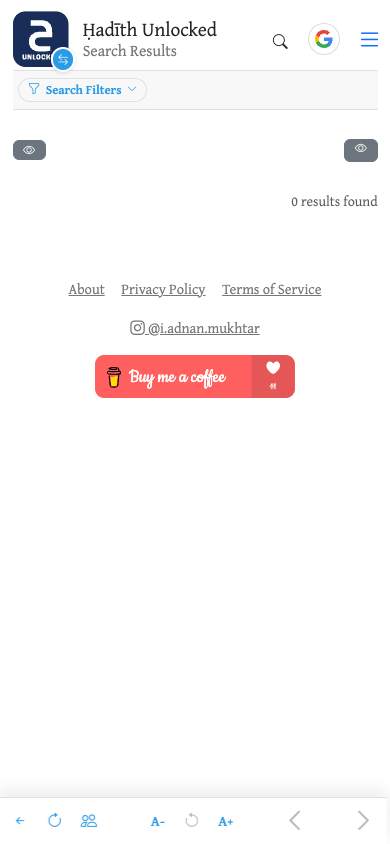 UNLOCK
Ḥadīth Unlocked
Search Results
Search Filters
0 results found
About Privacy Policy Terms of Service
@i.adnan.mukhtar
Buy me a coffee
A- A+